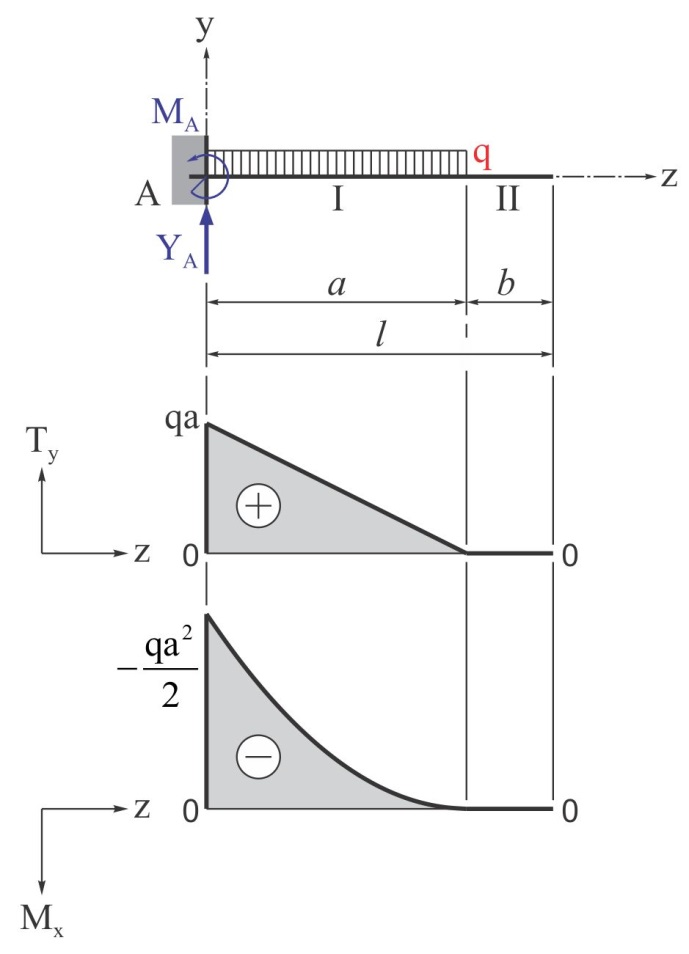 y
M_A
q
z
A
I
II
Y_A
a
b
l
qa
T_y
+
z
0
0
-qa²/2
−
z
0
0
M_x